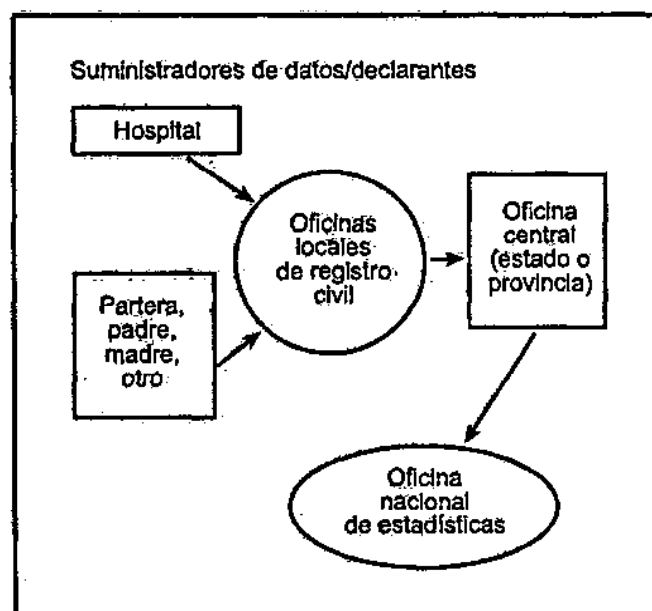 Suministradores de datos/declarantes
Hospital
Oficinas
locales
de registro
civil
Oficina
central
(estado o
provincia)
Partera,
padre,
madre,
otro
Oficina
nacional
de estadísticas